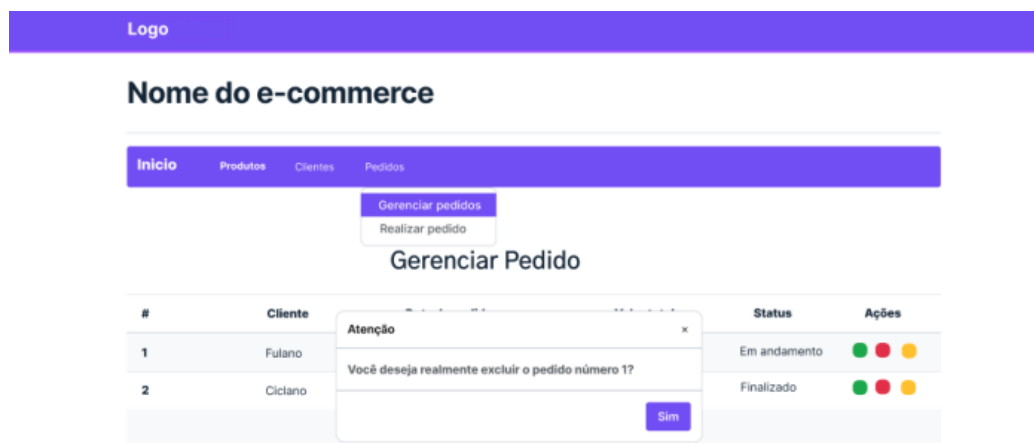 Logo
Nome do e-commerce
Inicio Produtos Clientes Pedidos
Gerenciar pedidos
Realizar pedido
Gerenciar Pedido
# Cliente Status Ações
Atenção ×
1 Fulano Em andamento
Você deseja realmente excluir o pedido número 1?
2 Ciclano Finalizado
Sim